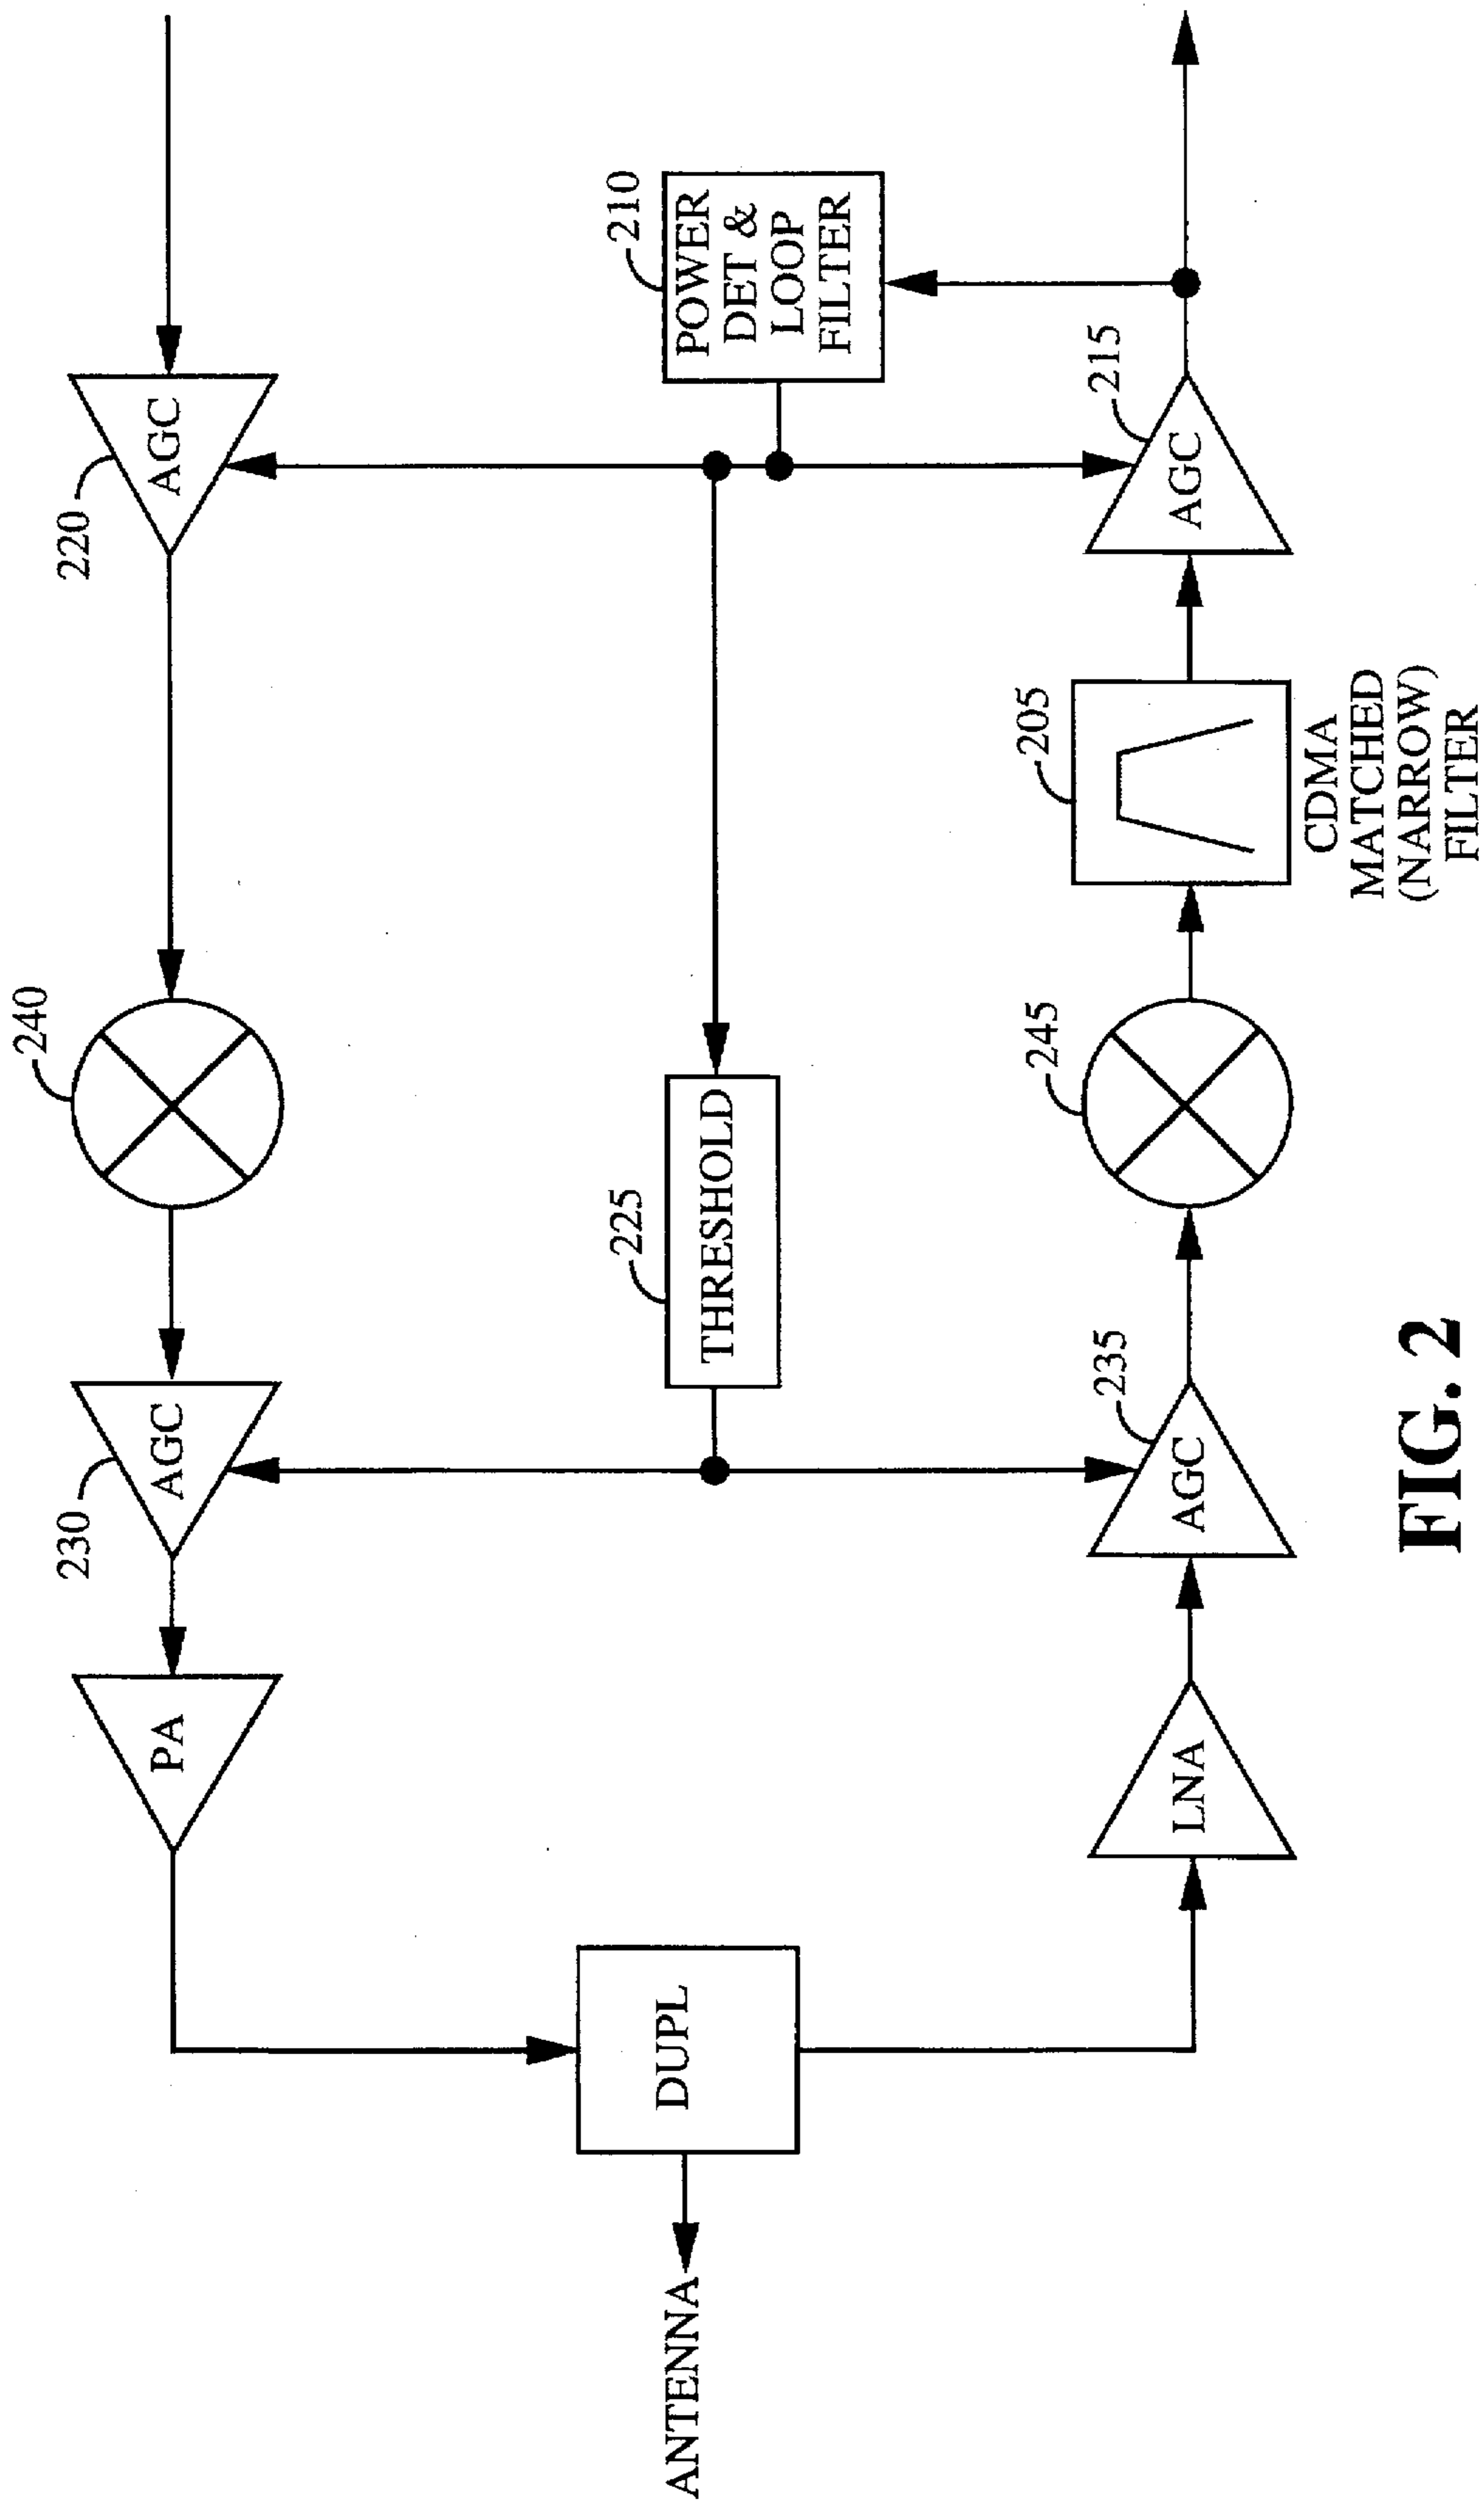 240
230
220
PA
AGC
AGC
225
210
ANTENNA
DUPL
THRESHOLD
POWER
DET &
LOOP
FILTER
235
245
205
215
LNA
AGC
AGC
CDMA
MATCHED
(NARROW)
FILTER
FIG. 2